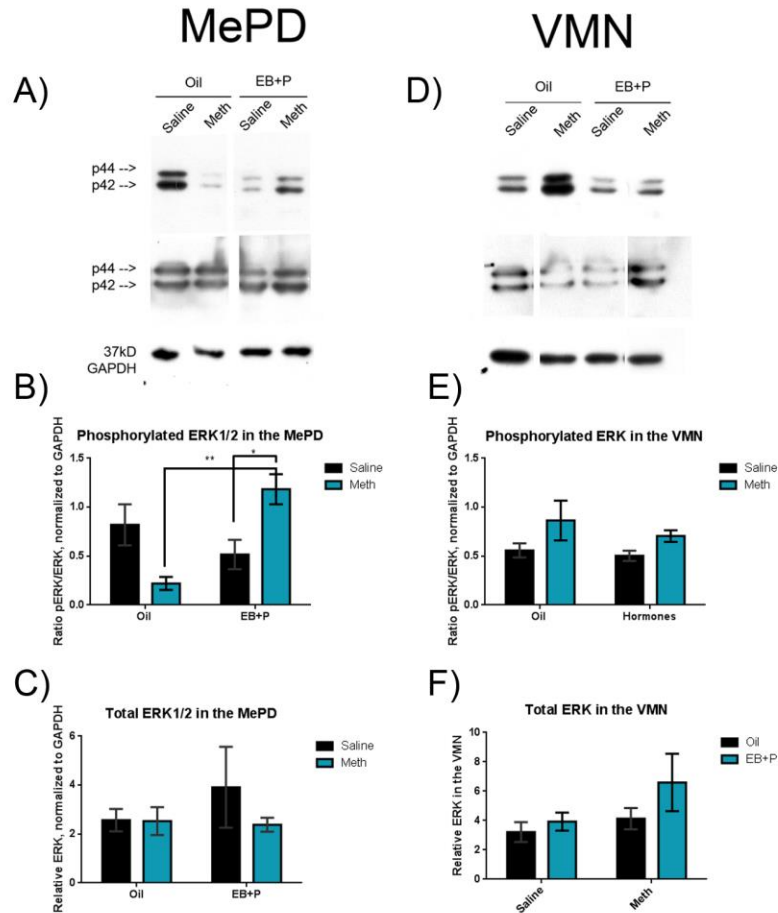 MePD
VMN
A)
Oil
EB+P
Saline
Meth
Saline
Meth
p44 -->
p42 -->
p44 -->
p42 -->
37kD
GAPDH
D)
Oil
EB+P
Saline
Meth
Saline
Meth
B)
Phosphorylated ERK1/2 in the MePD
Ratio pERK/ERK, normalized to GAPDH
1.5
1.0
0.5
0.0
**
*
Saline
Meth
Oil
EB+P
E)
Phosphorylated ERK in the VMN
Ratio pERK/ERK, normalized to GAPDH
1.5
1.0
0.5
0.0
Saline
Meth
Oil
Hormones
C)
Total ERK1/2 in the MePD
Relative ERK, normalized to GAPDH
6
4
2
0
Saline
Meth
Oil
EB+P
F)
Total ERK in the VMN
Relative ERK in the VMN
10
8
6
4
2
0
Oil
EB+P
Saline
Meth